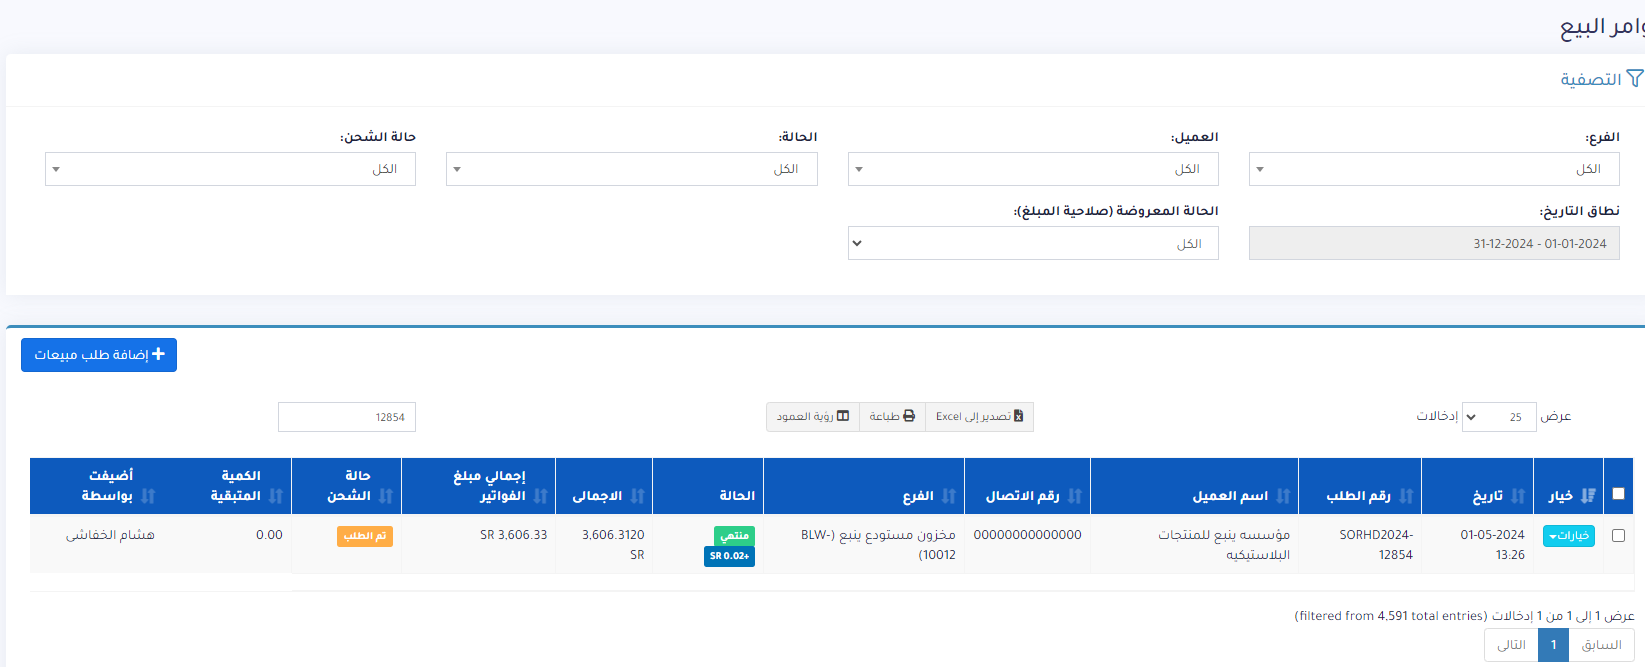 وامر البيع
التصفية
الفرع:
العميل:
الحالة:
حالة الشحن:
الكل
الكل
الكل
الكل
نطاق التاريخ:
الحالة المعروضة (صلاحية المبلغ):
31-12-2024 - 01-01-2024
الكل
إضافة طلب مبيعات
عرض 25 إدخالات
تصدير إلى Excel
طباعة
رؤية العمود
12854
خيار
تاريخ
رقم الطلب
اسم العميل
رقم الاتصال
الفرع
الحالة
الاجمالى
إجمالي مبلغ
الفواتير
حالة
الشحن
الكمية
المتبقية
أضيفت
بواسطة
خيارات
01-05-2024
13:26
SORHD2024-
12854
مؤسسه ينبع للمنتجات
البلاستيكيه
00000000000000
مخزون مستودع ينبع (BLW-
10012)
منتهي
SR 0.02+
3,606.3120
SR
SR 3,606.33
تم الطلب
0.00
هشام الخفاشى
عرض 1 إلى 1 من 1 إدخالات (filtered from 4,591 total entries)
السابق
1
التالى